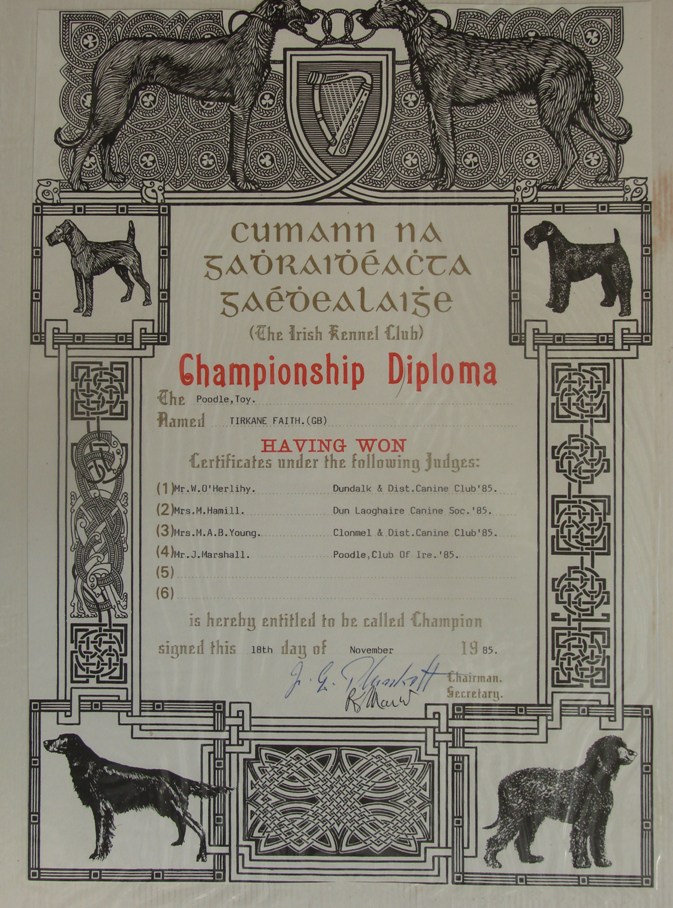 Cumann na
Gaḋraiḋéaċta
Gaéḋealaiġe
(The Irish Kennel Club)
Championship Diploma
The Poodle,Toy.
Named TIRKANE FAITH.(GB)
HAVING WON
Certificates under the following Judges:
(1) Mr.W.O'Herlihy. Dundalk & Dist.Canine Club'85.
(2) Mrs.M.Hamill. Dun Laoghaire Canine Soc.'85.
(3) Mrs.M.A.B.Young. Clonmel & Dist.Canine Club'85.
(4) Mr.J.Marshall. Poodle,Club Of Ire.'85.
(5)
(6)
is hereby entitled to be called Champion
signed this 18th day of November 1985.
Chairman.
Secretary.